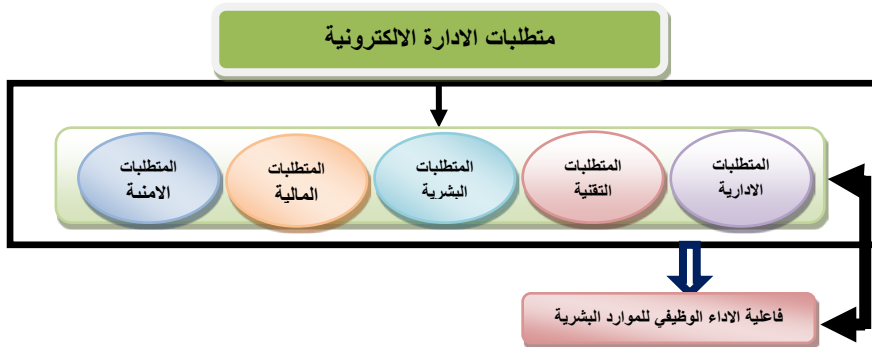 متطلبات الادارة الالكترونية
المتطلبات
الادارية
المتطلبات
التقنية
المتطلبات
البشرية
المتطلبات
المالية
المتطلبات
الامنية
فاعلية الاداء الوظيفي للموارد البشرية